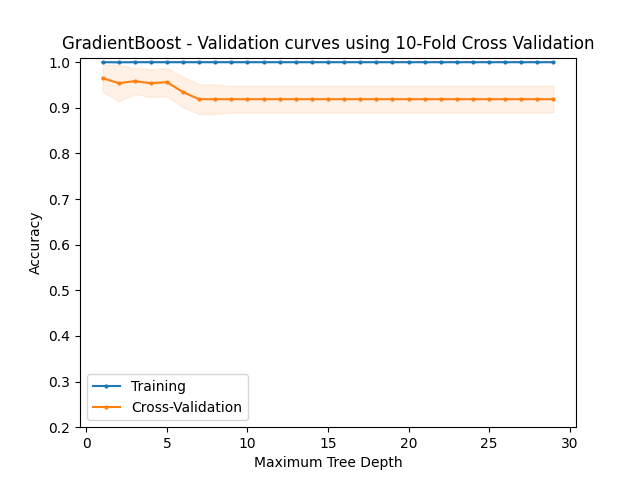 GradientBoost - Validation curves using 10-Fold Cross Validation
1.0
0.9
0.8
0.7
0.6
0.5
0.4
0.3
0.2
Accuracy
Training
Cross-Validation
0 5 10 15 20 25 30
Maximum Tree Depth